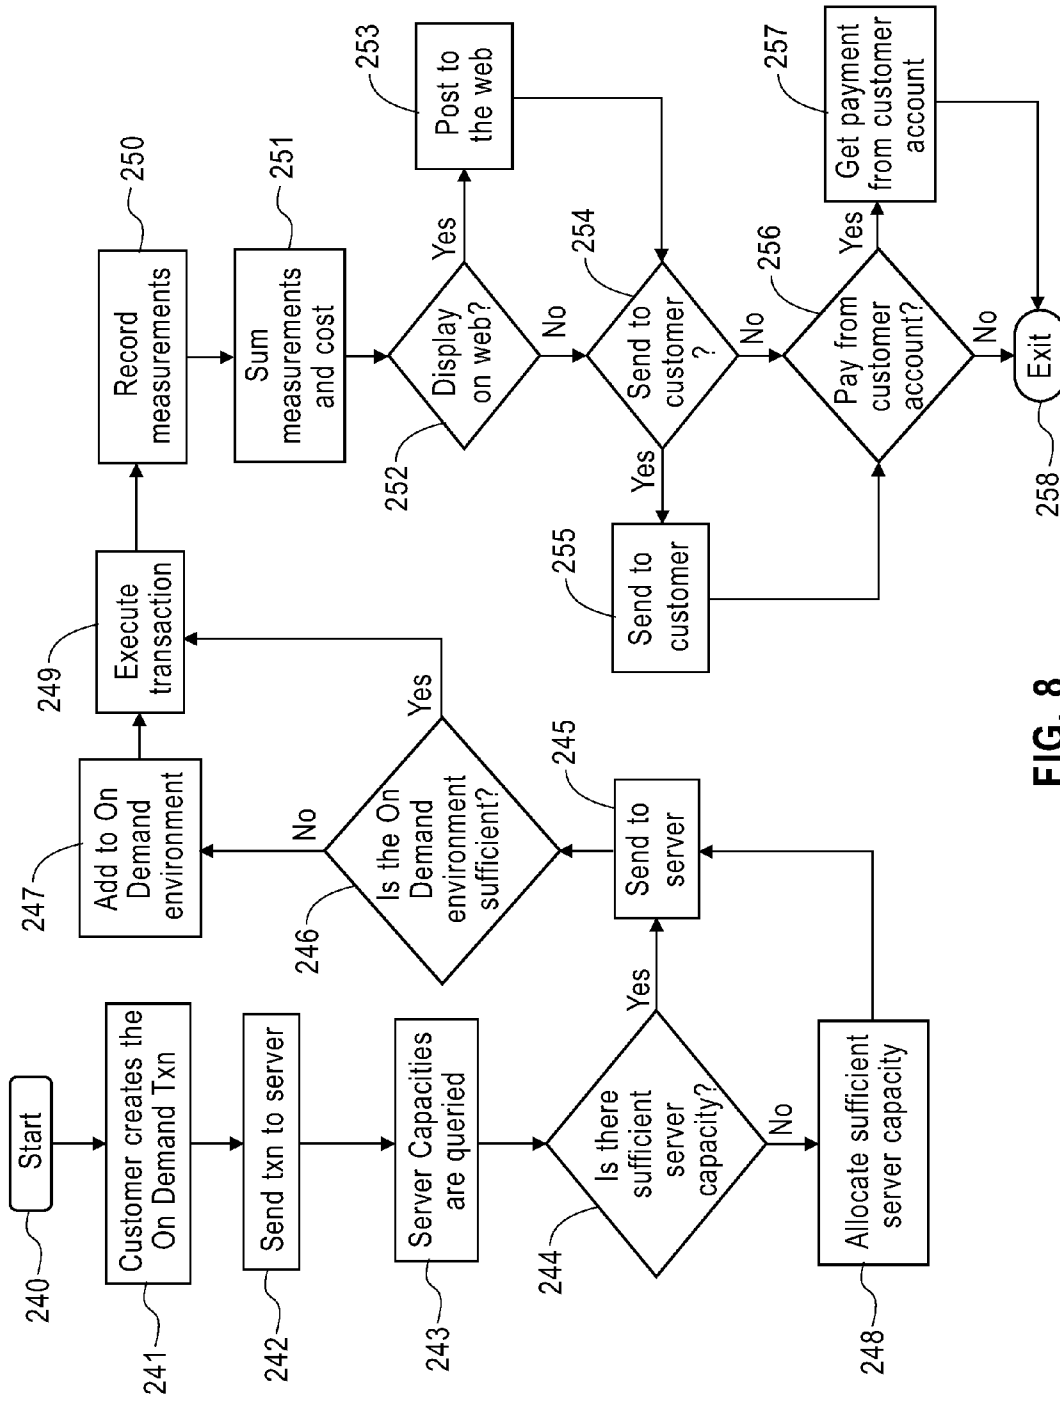 Start
240
Customer creates the
On Demand Txn
241
Send txn to server
242
Server Capacities
are queried
243
Is there
sufficient
server
capacity?
244
Yes
No
Allocate sufficient
server capacity
248
Send to
server
245
Is the On
Demand
environment
sufficient?
246
No
Yes
Add to On
Demand
environment
247
Execute
transaction
249
Record
measurements
250
Sum
measurements
and cost
251
Display
on web?
252
Yes
No
Post to
the web
253
Send to
customer
?
254
Yes
No
Send to
customer
255
Pay from
customer
account?
256
Yes
No
Get payment
from customer
account
257
Exit
258
FIG. 8